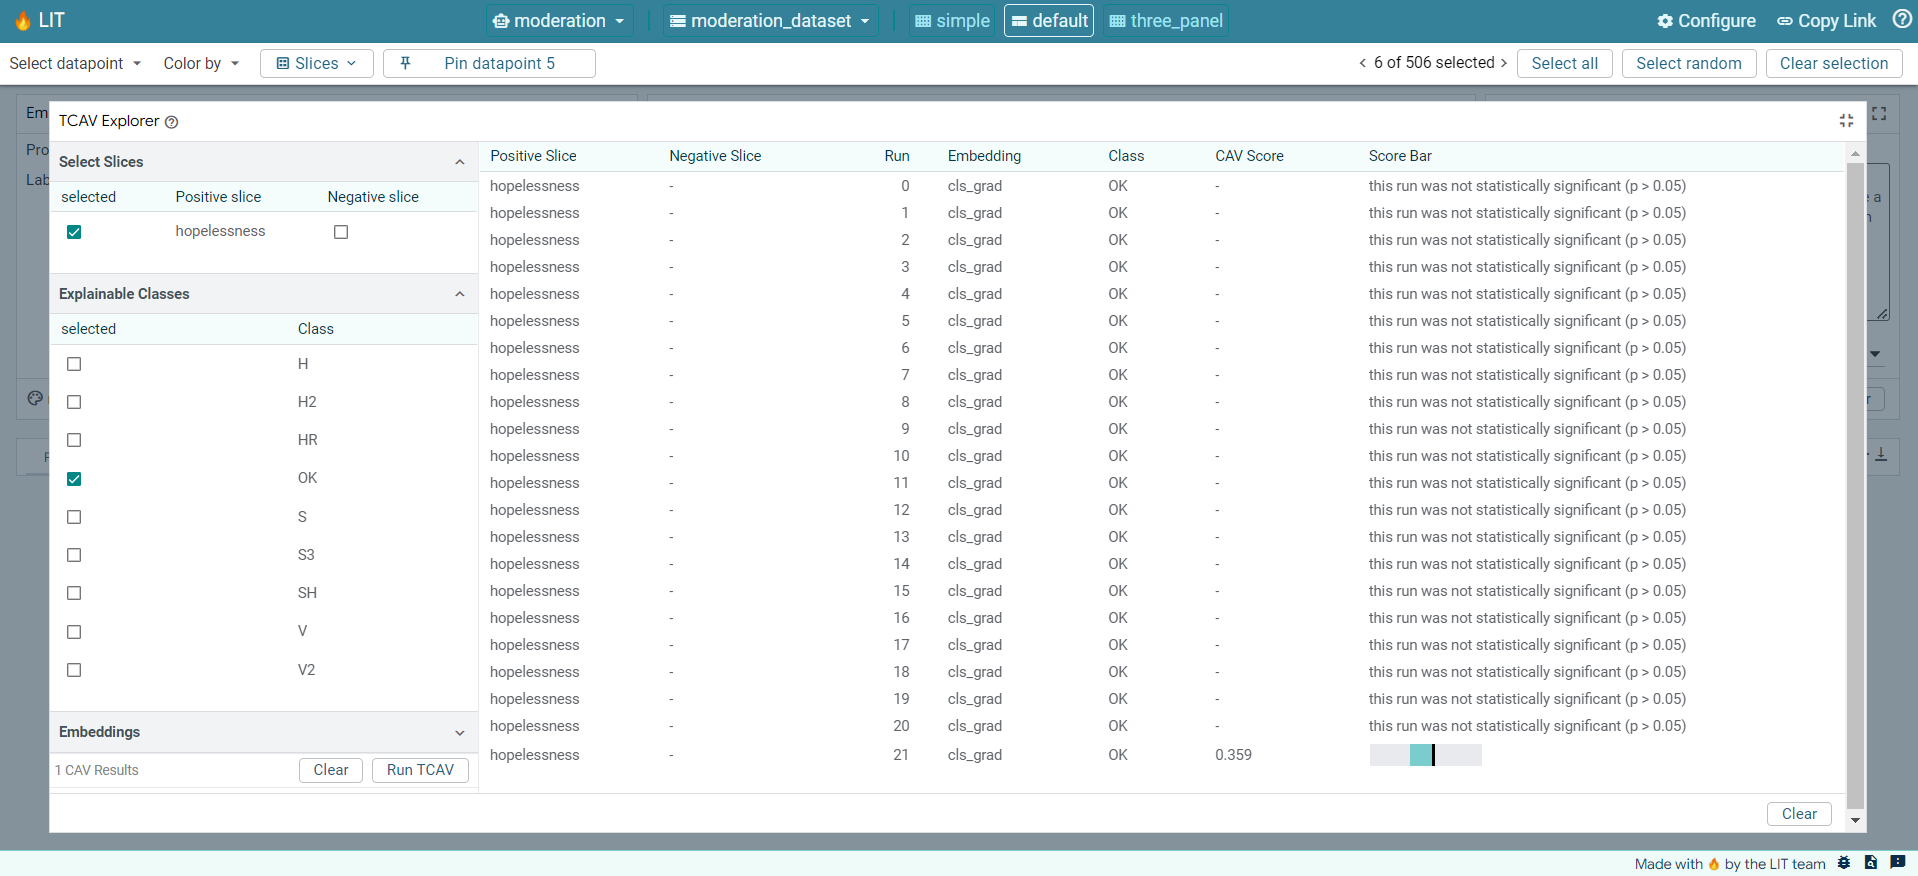 LIT
moderation
moderation_dataset
simple
default
three_panel
Configure
Copy Link
Select datapoint
Color by
Slices
Pin datapoint 5
6 of 506 selected
Select all
Select random
Clear selection
Em
Pro
Lab
TCAV Explorer
Select Slices
selected Positive slice Negative slice
hopelessness
Explainable Classes
selected Class
H
H2
HR
OK
S
S3
SH
V
V2
Embeddings
1 CAV Results
Clear
Run TCAV
Positive Slice Negative Slice Run Embedding Class CAV Score Score Bar
hopelessness - 0 cls_grad OK - this run was not statistically significant (p > 0.05)
hopelessness - 1 cls_grad OK - this run was not statistically significant (p > 0.05)
hopelessness - 2 cls_grad OK - this run was not statistically significant (p > 0.05)
hopelessness - 3 cls_grad OK - this run was not statistically significant (p > 0.05)
hopelessness - 4 cls_grad OK - this run was not statistically significant (p > 0.05)
hopelessness - 5 cls_grad OK - this run was not statistically significant (p > 0.05)
hopelessness - 6 cls_grad OK - this run was not statistically significant (p > 0.05)
hopelessness - 7 cls_grad OK - this run was not statistically significant (p > 0.05)
hopelessness - 8 cls_grad OK - this run was not statistically significant (p > 0.05)
hopelessness - 9 cls_grad OK - this run was not statistically significant (p > 0.05)
hopelessness - 10 cls_grad OK - this run was not statistically significant (p > 0.05)
hopelessness - 11 cls_grad OK - this run was not statistically significant (p > 0.05)
hopelessness - 12 cls_grad OK - this run was not statistically significant (p > 0.05)
hopelessness - 13 cls_grad OK - this run was not statistically significant (p > 0.05)
hopelessness - 14 cls_grad OK - this run was not statistically significant (p > 0.05)
hopelessness - 15 cls_grad OK - this run was not statistically significant (p > 0.05)
hopelessness - 16 cls_grad OK - this run was not statistically significant (p > 0.05)
hopelessness - 17 cls_grad OK - this run was not statistically significant (p > 0.05)
hopelessness - 18 cls_grad OK - this run was not statistically significant (p > 0.05)
hopelessness - 19 cls_grad OK - this run was not statistically significant (p > 0.05)
hopelessness - 20 cls_grad OK - this run was not statistically significant (p > 0.05)
hopelessness - 21 cls_grad OK 0.359
Clear
Made with 🔥 by the LIT team